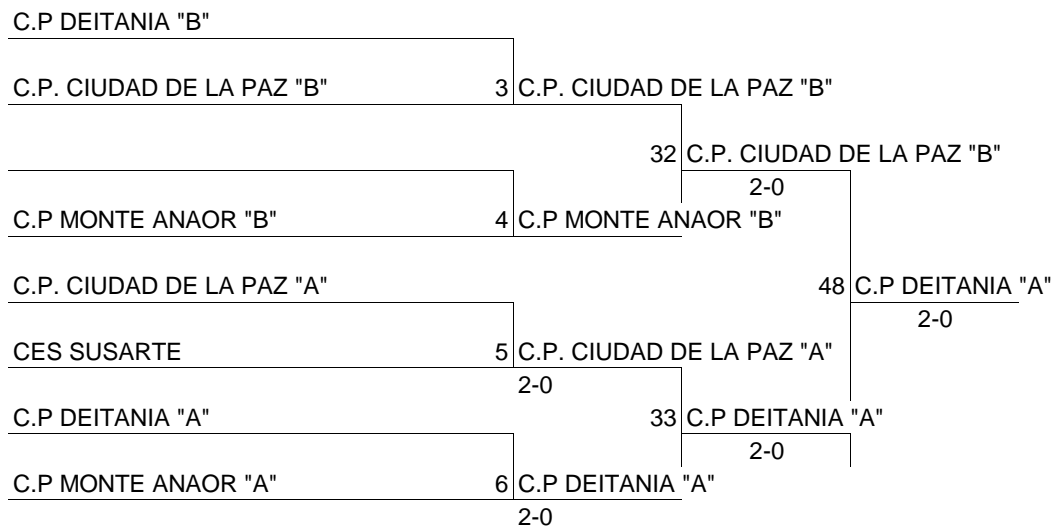 C.P DEITANIA "B"
C.P. CIUDAD DE LA PAZ "B" 3 C.P. CIUDAD DE LA PAZ "B"
32 C.P. CIUDAD DE LA PAZ "B"
2-0
C.P MONTE ANAOR "B" 4 C.P MONTE ANAOR "B"
C.P. CIUDAD DE LA PAZ "A" 48 C.P DEITANIA "A"
2-0
CES SUSARTE 5 C.P. CIUDAD DE LA PAZ "A"
2-0
C.P DEITANIA "A" 33 C.P DEITANIA "A"
2-0
C.P MONTE ANAOR "A" 6 C.P DEITANIA "A"
2-0